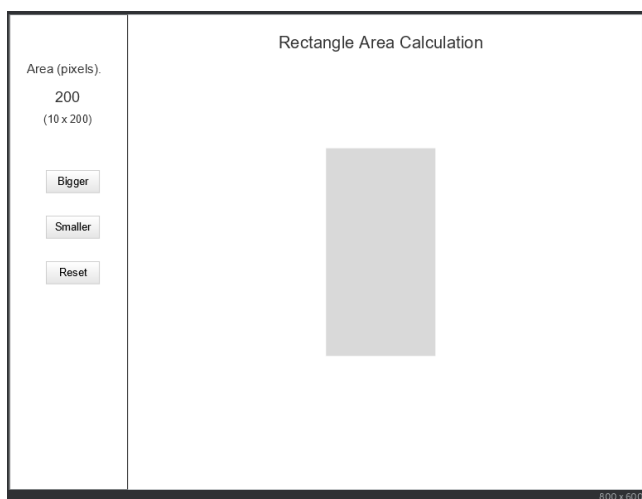 Rectangle Area Calculation
Area (pixels).
200
(10 x 200)
Bigger
Smaller
Reset
800 x 600